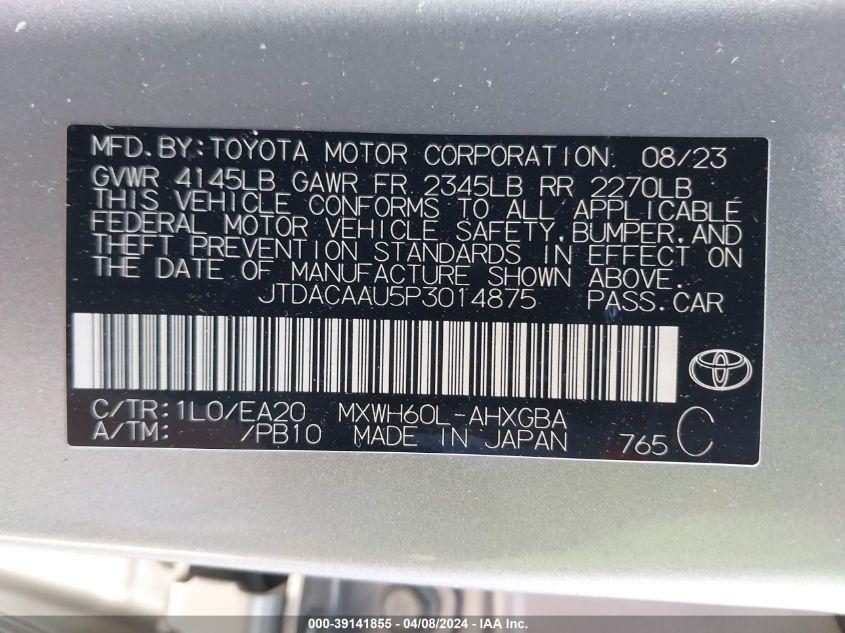 MFD.BY:TOYOTA MOTOR CORPORATION 08/23
GVWR 4145LB GAWR FR 2345LB RR 2270LB
THIS VEHICLE CONFORMS TO ALL APPLICABLE
FEDERAL MOTOR VEHICLE SAFETY,BUMPER,AND
THEFT PREVENTION STANDARDS IN EFFECT ON
THE DATE OF MANUFACTURE SHOWN ABOVE.
JTDACAAU5P3014875 PASS.CAR
C/TR:1L0/EA20 MXWH60L-AHXGBA
A/TM: /PB10 MADE IN JAPAN 765 C
000-39141855 | 04/08/2024 | IAA Inc.